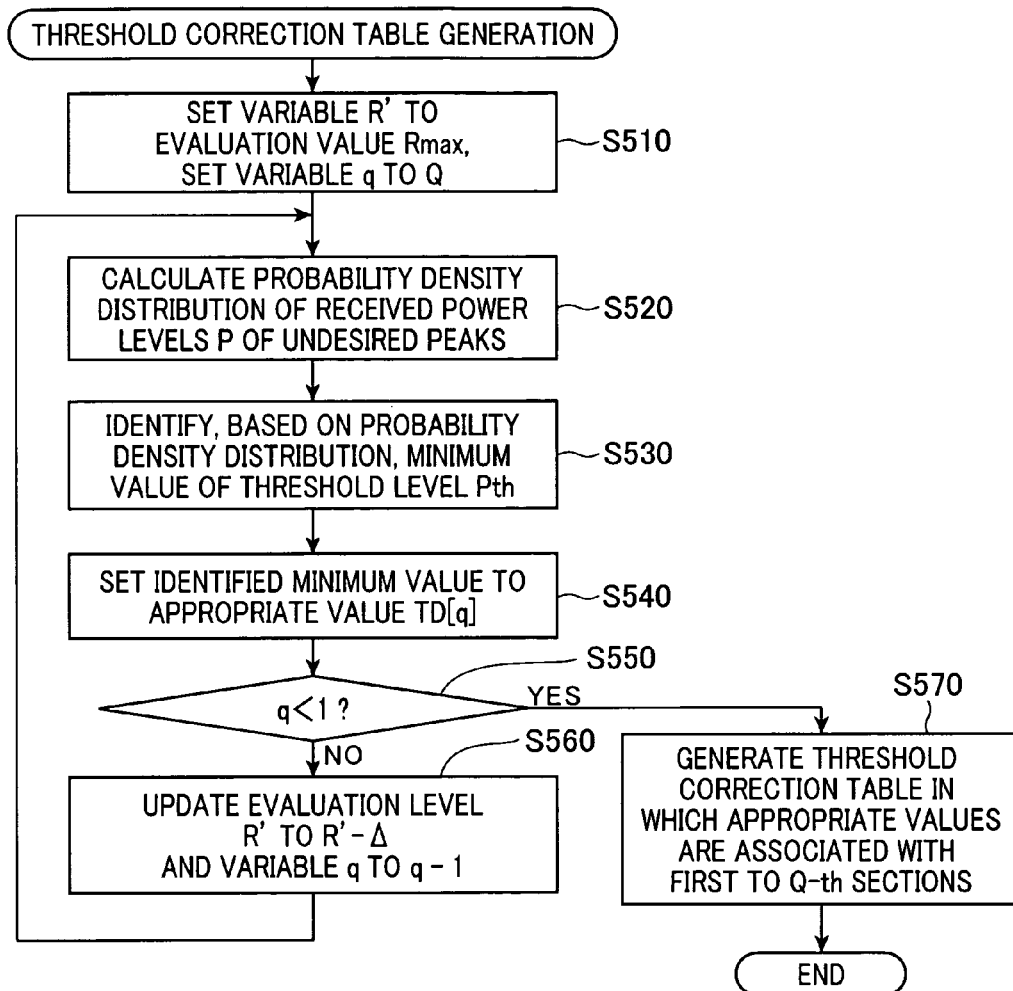 THRESHOLD CORRECTION TABLE GENERATION
SET VARIABLE R' TO
EVALUATION VALUE Rmax,
SET VARIABLE q TO Q
S510
CALCULATE PROBABILITY DENSITY
DISTRIBUTION OF RECEIVED POWER
LEVELS P OF UNDESIRED PEAKS
S520
IDENTIFY, BASED ON PROBABILITY
DENSITY DISTRIBUTION, MINIMUM
VALUE OF THRESHOLD LEVEL Pth
S530
SET IDENTIFIED MINIMUM VALUE TO
APPROPRIATE VALUE TD[q]
S540
S550
q<1 ?
YES
NO
S560
UPDATE EVALUATION LEVEL
R' TO R'-Δ
AND VARIABLE q TO q - 1
S570
GENERATE THRESHOLD
CORRECTION TABLE IN
WHICH APPROPRIATE VALUES
ARE ASSOCIATED WITH
FIRST TO Q-th SECTIONS
END